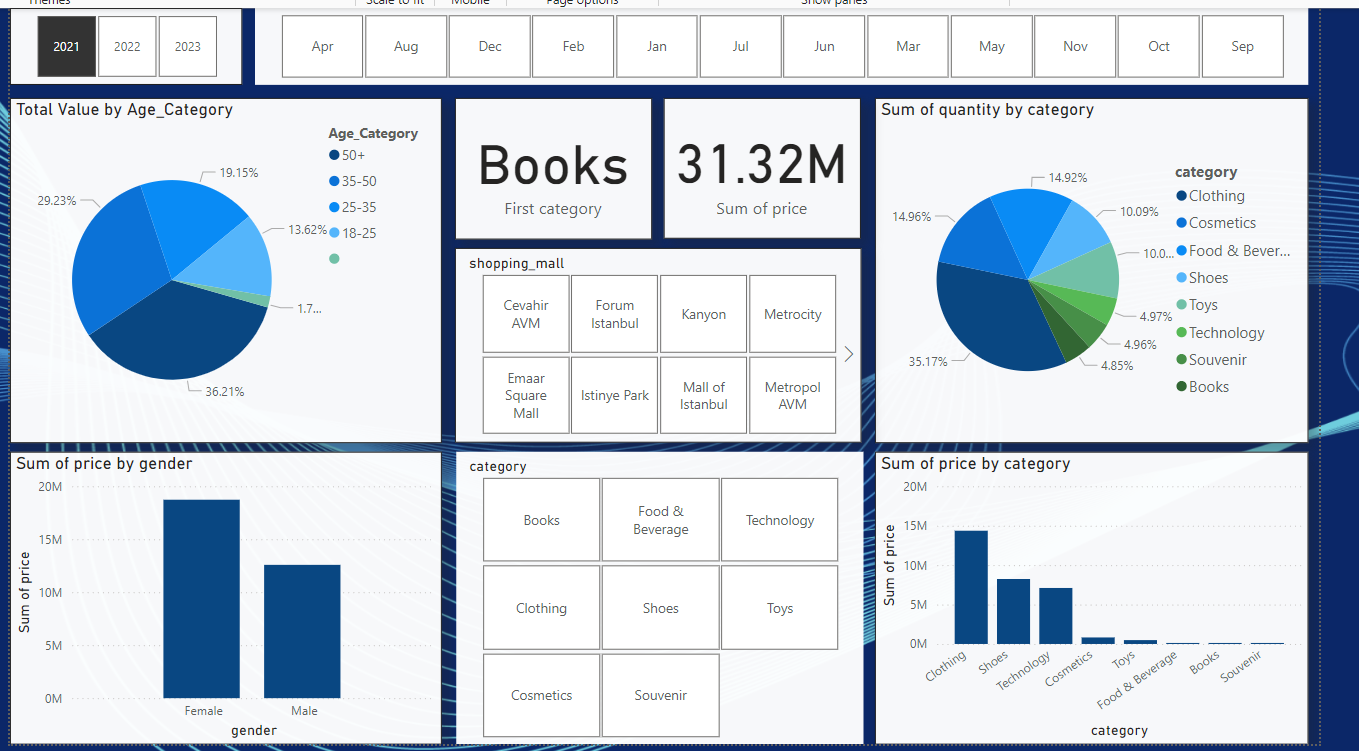 Themes
Scale to fit
Mobile
Page options
Show panes
2021
2022
2023
Apr
Aug
Dec
Feb
Jan
Jul
Jun
Mar
May
Nov
Oct
Sep
Total Value by Age_Category
Age_Category
50+
35-50
25-35
18-25
19.15%
29.23%
13.62%
1.7...
36.21%
Books
First category
31.32M
Sum of price
shopping_mall
Cevahir
AVM
Forum
Istanbul
Kanyon
Metrocity
Emaar
Square
Mall
Istinye Park
Mall of
Istanbul
Metropol
AVM
Sum of quantity by category
category
Clothing
Cosmetics
Food & Bever...
Shoes
Toys
Technology
Souvenir
Books
14.92%
14.96%
10.09%
10.0...
4.97%
4.96%
4.85%
35.17%
Sum of price by gender
Sum of price
20M
15M
10M
5M
0M
Female
Male
gender
category
Books
Food &
Beverage
Technology
Clothing
Shoes
Toys
Cosmetics
Souvenir
Sum of price by category
Sum of price
20M
15M
10M
5M
0M
Clothing
Shoes
Technology
Cosmetics
Toys
Food & Beverage
Books
Souvenir
category